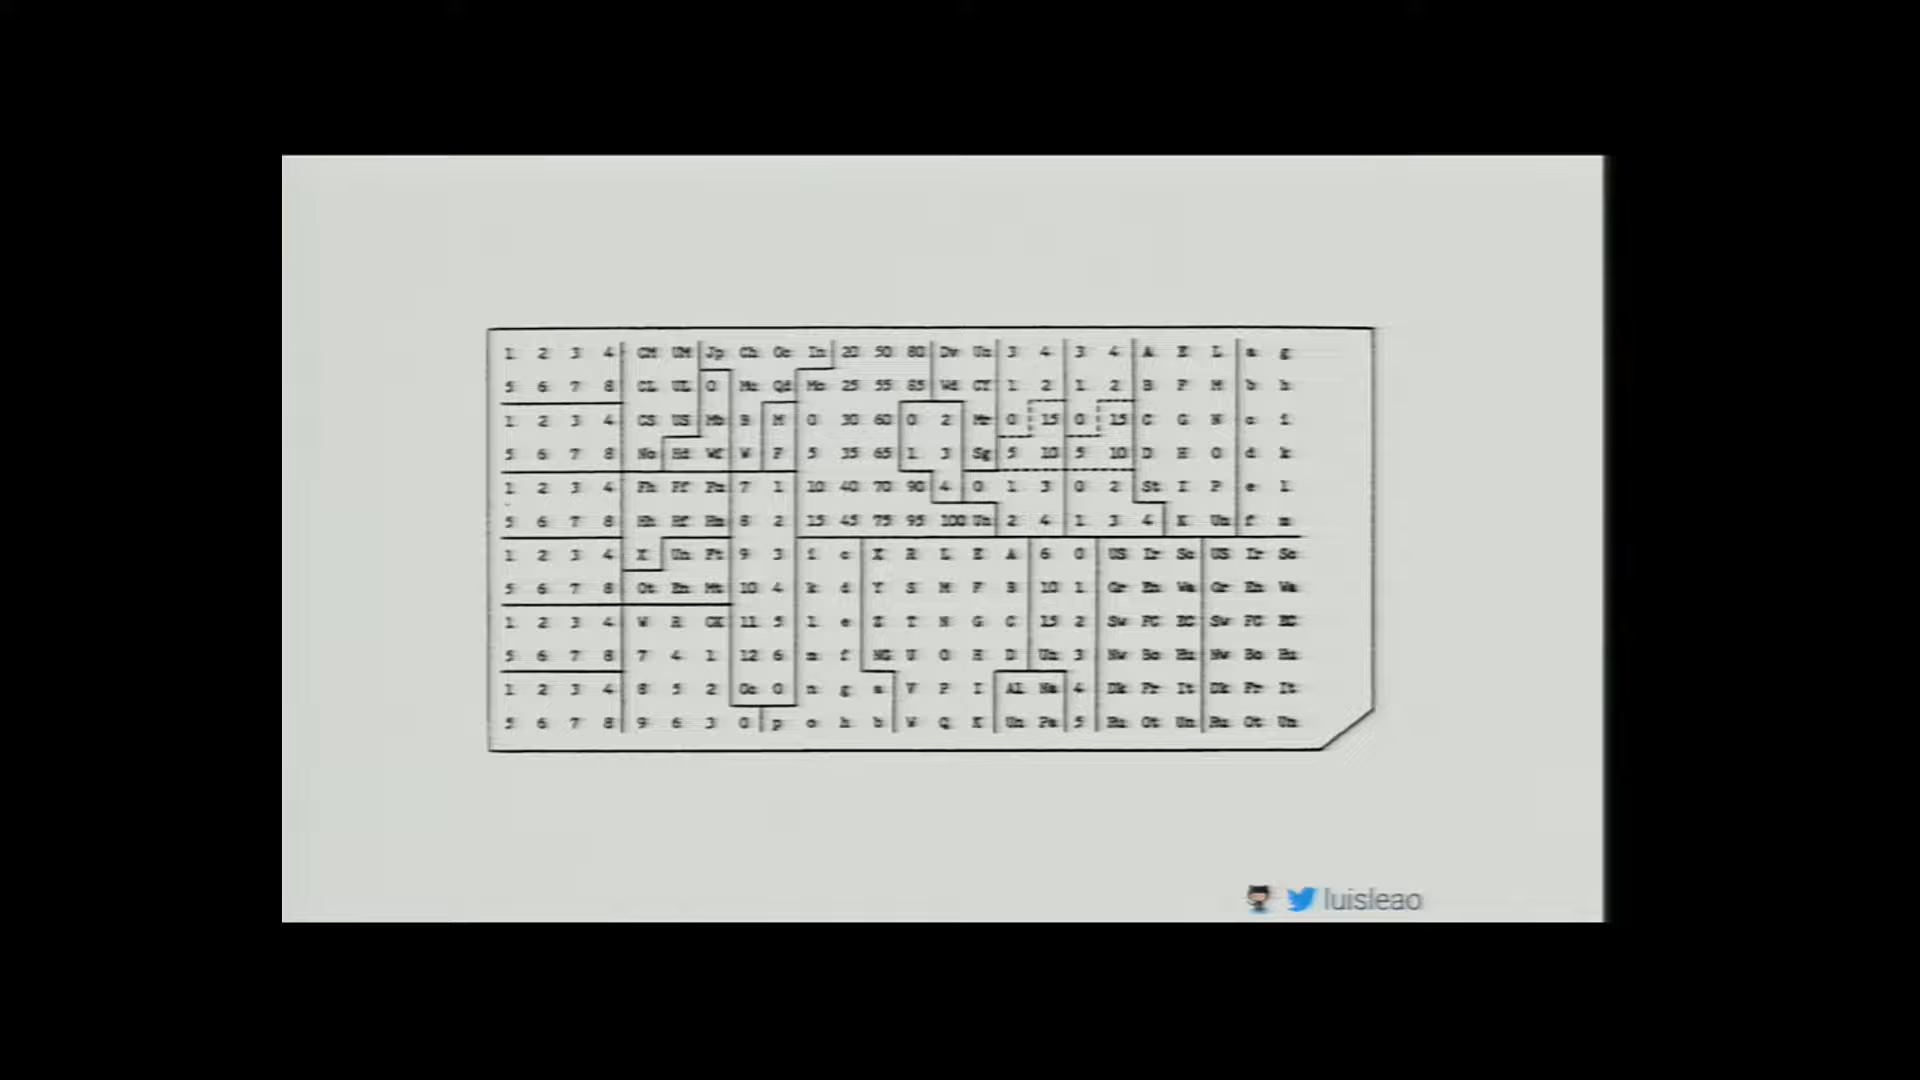 1 2 3 4 CM UM Jp Ch Oc In 20 50 80 Dv Un 3 4 3 4 A E L a g
5 6 7 8 CL UL O Mu Qd Mo 25 55 85 Wd CY 1 2 1 2 B F M b h
1 2 3 4 CS US Mb B M 0 30 60 0 2 Mr 0 15 0 15 C G N c i
5 6 7 8 No Hd Wf W F 5 35 65 1 3 Sg 5 10 5 10 D H O d k
1 2 3 4 Fh Ff Fm 7 1 10 40 70 90 4 0 1 3 0 2 St I P e l
5 6 7 8 Hh Hf Hm 8 2 15 45 75 95 100 Un 2 4 1 3 4 K Un f m
1 2 3 4 X Un Ft 9 3 i c X R L E A 6 0 US Ir Sc US Ir Sc
5 6 7 8 Ot En Mt 10 4 k d Y S M F B 10 1 Gr En Wa Gr En Wa
1 2 3 4 W R OK 11 5 l e Z T N G C 15 2 Sw FC EC Sw FC EC
5 6 7 8 7 4 1 12 6 m f NG U O H D Un 3 Nw Bo Hu Nw Bo Hu
1 2 3 4 8 5 2 Oc 0 n g a V P I Al Na 4 Dk Fr It Dk Fr It
5 6 7 8 9 6 3 0 p o h b W Q K Un Pa 5 Ru Ot Un Ru Ot Un
luisleao